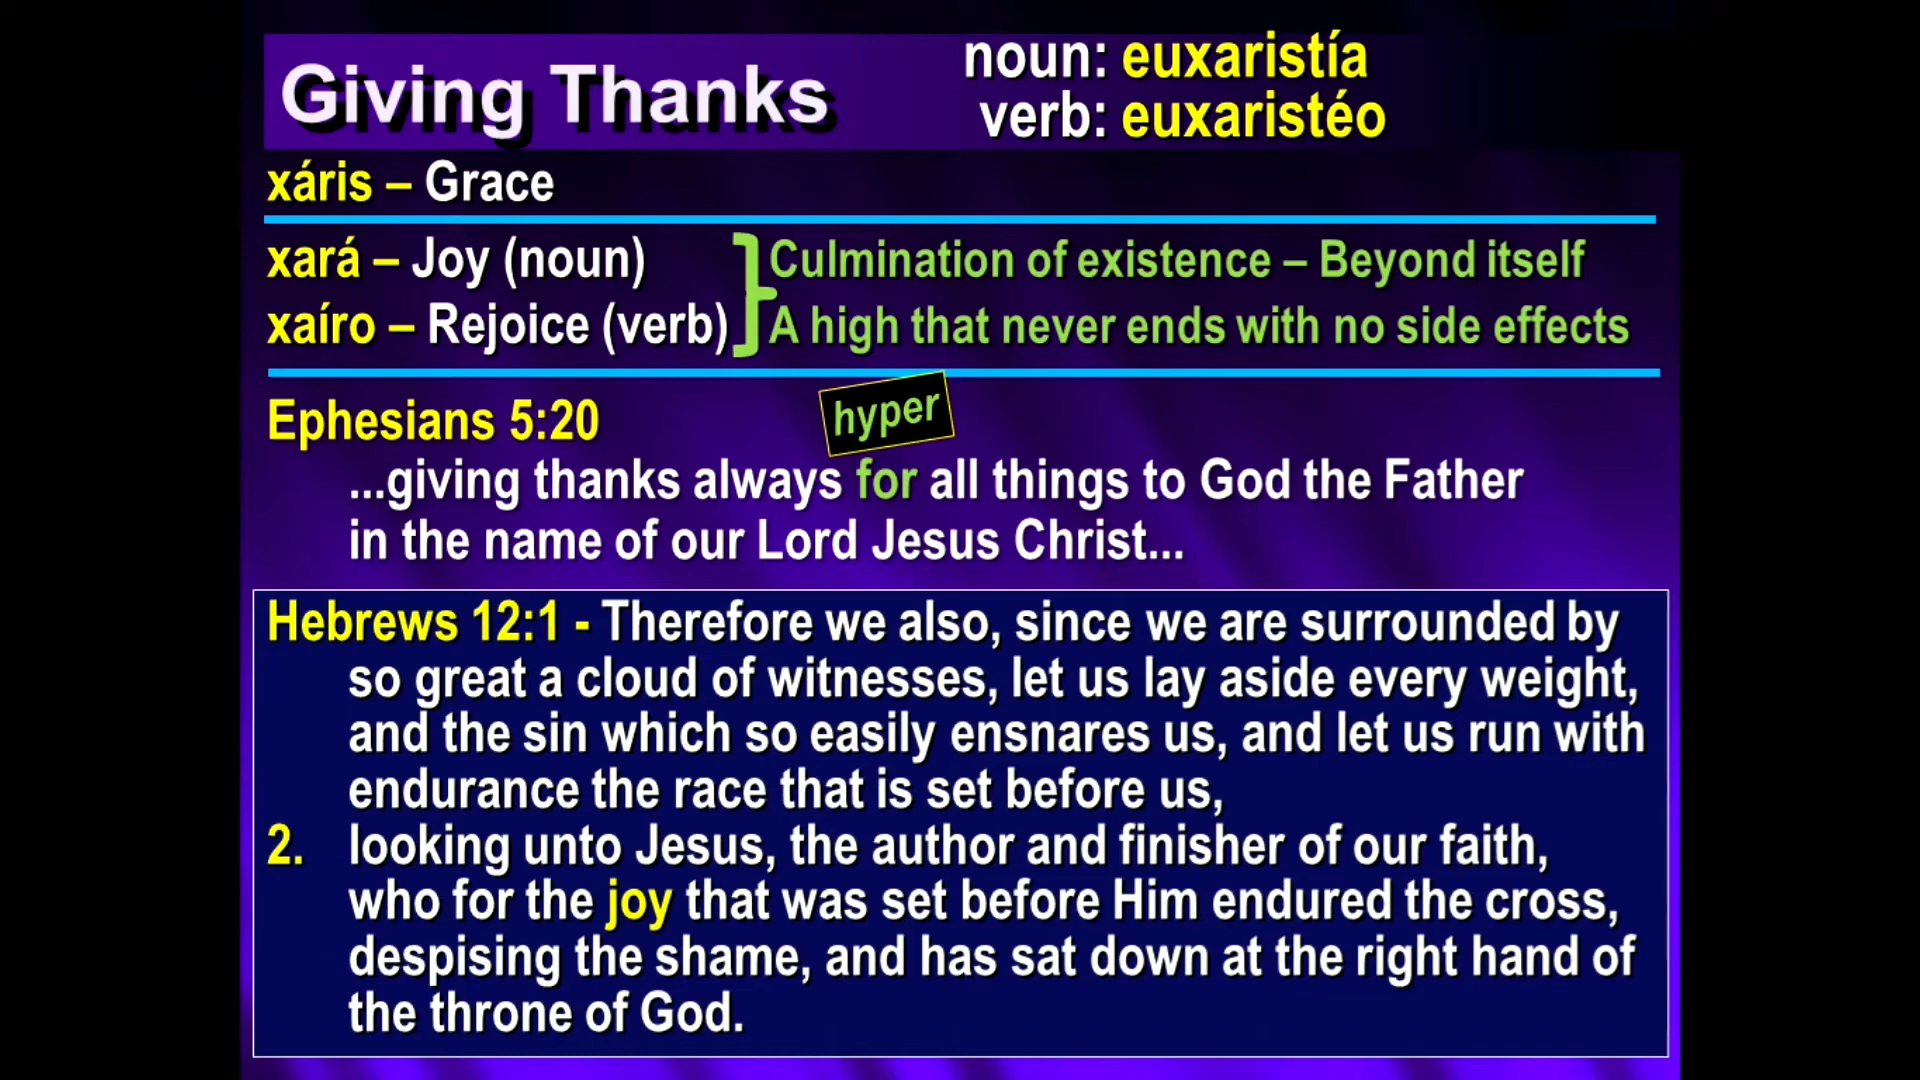 Giving Thanks
noun: euxaristía
verb: euxaristéo
xáris – Grace
xará – Joy (noun)
xaíro – Rejoice (verb)
Culmination of existence – Beyond itself
A high that never ends with no side effects
Ephesians 5:20
hyper
...giving thanks always for all things to God the Father
in the name of our Lord Jesus Christ...
Hebrews 12:1 - Therefore we also, since we are surrounded by
so great a cloud of witnesses, let us lay aside every weight,
and the sin which so easily ensnares us, and let us run with
endurance the race that is set before us,
2. looking unto Jesus, the author and finisher of our faith,
who for the joy that was set before Him endured the cross,
despising the shame, and has sat down at the right hand of
the throne of God.